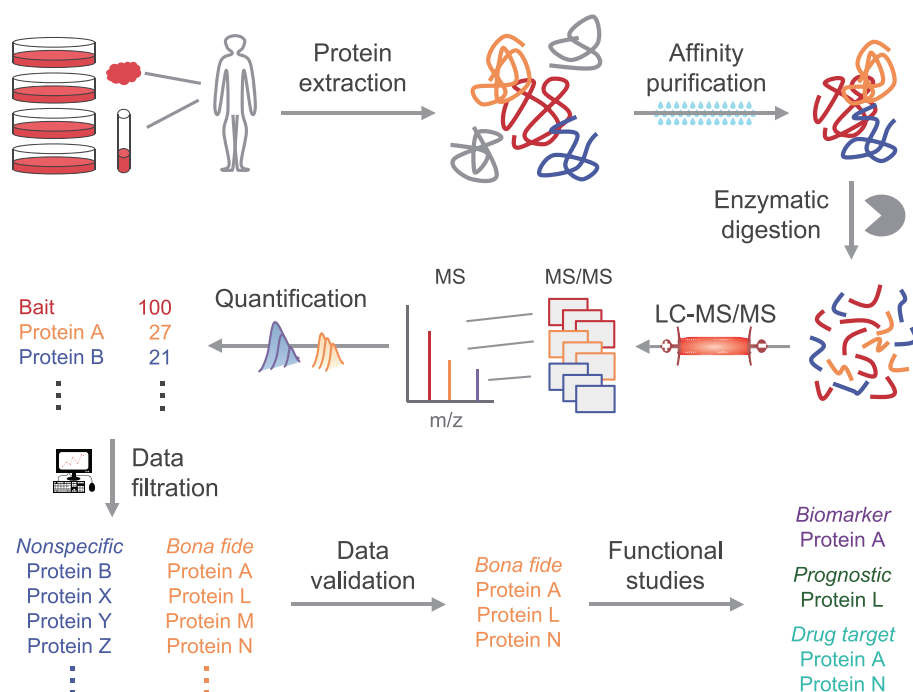 Protein
extraction
Affinity
purification
Enzymatic
digestion
LC-MS/MS
MS/MS
MS
m/z
Quantification
Bait 100
Protein A 27
Protein B 21
Data
filtration
Nonspecific
Protein B
Protein X
Protein Y
Protein Z
Bona fide
Protein A
Protein L
Protein M
Protein N
Data
validation
Bona fide
Protein A
Protein L
Protein N
Functional
studies
Biomarker
Protein A
Prognostic
Protein L
Drug target
Protein A
Protein N